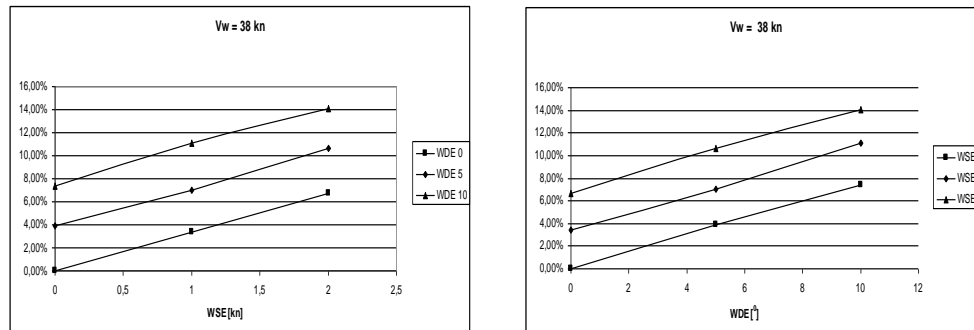 Vw = 38 kn
16,00%
14,00%
12,00%
10,00%
8,00%
6,00%
4,00%
2,00%
0,00%
0 0,5 1 1,5 2 2,5
WSE[kn]
WDE 0
WDE 5
WDE 10
Vw = 38 kn
16,00%
14,00%
12,00%
10,00%
8,00%
6,00%
4,00%
2,00%
0,00%
0 2 4 6 8 10 12
WDE[⁰]
WSE
WSE
WSE